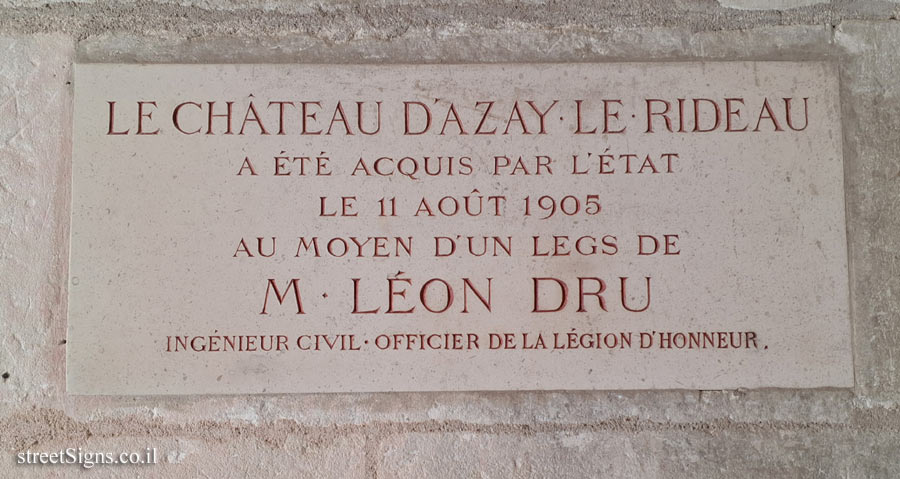 LE CHÂTEAU D'AZAY·LE·RIDEAU
A ÉTÉ ACQUIS PAR L'ÉTAT
LE 11 AOÛT 1905
AU MOYEN D'UN LEGS DE
M · LÉON DRU
INGÉNIEUR CIVIL · OFFICIER DE LA LÉGION D'HONNEUR.
streetSigns.co.il